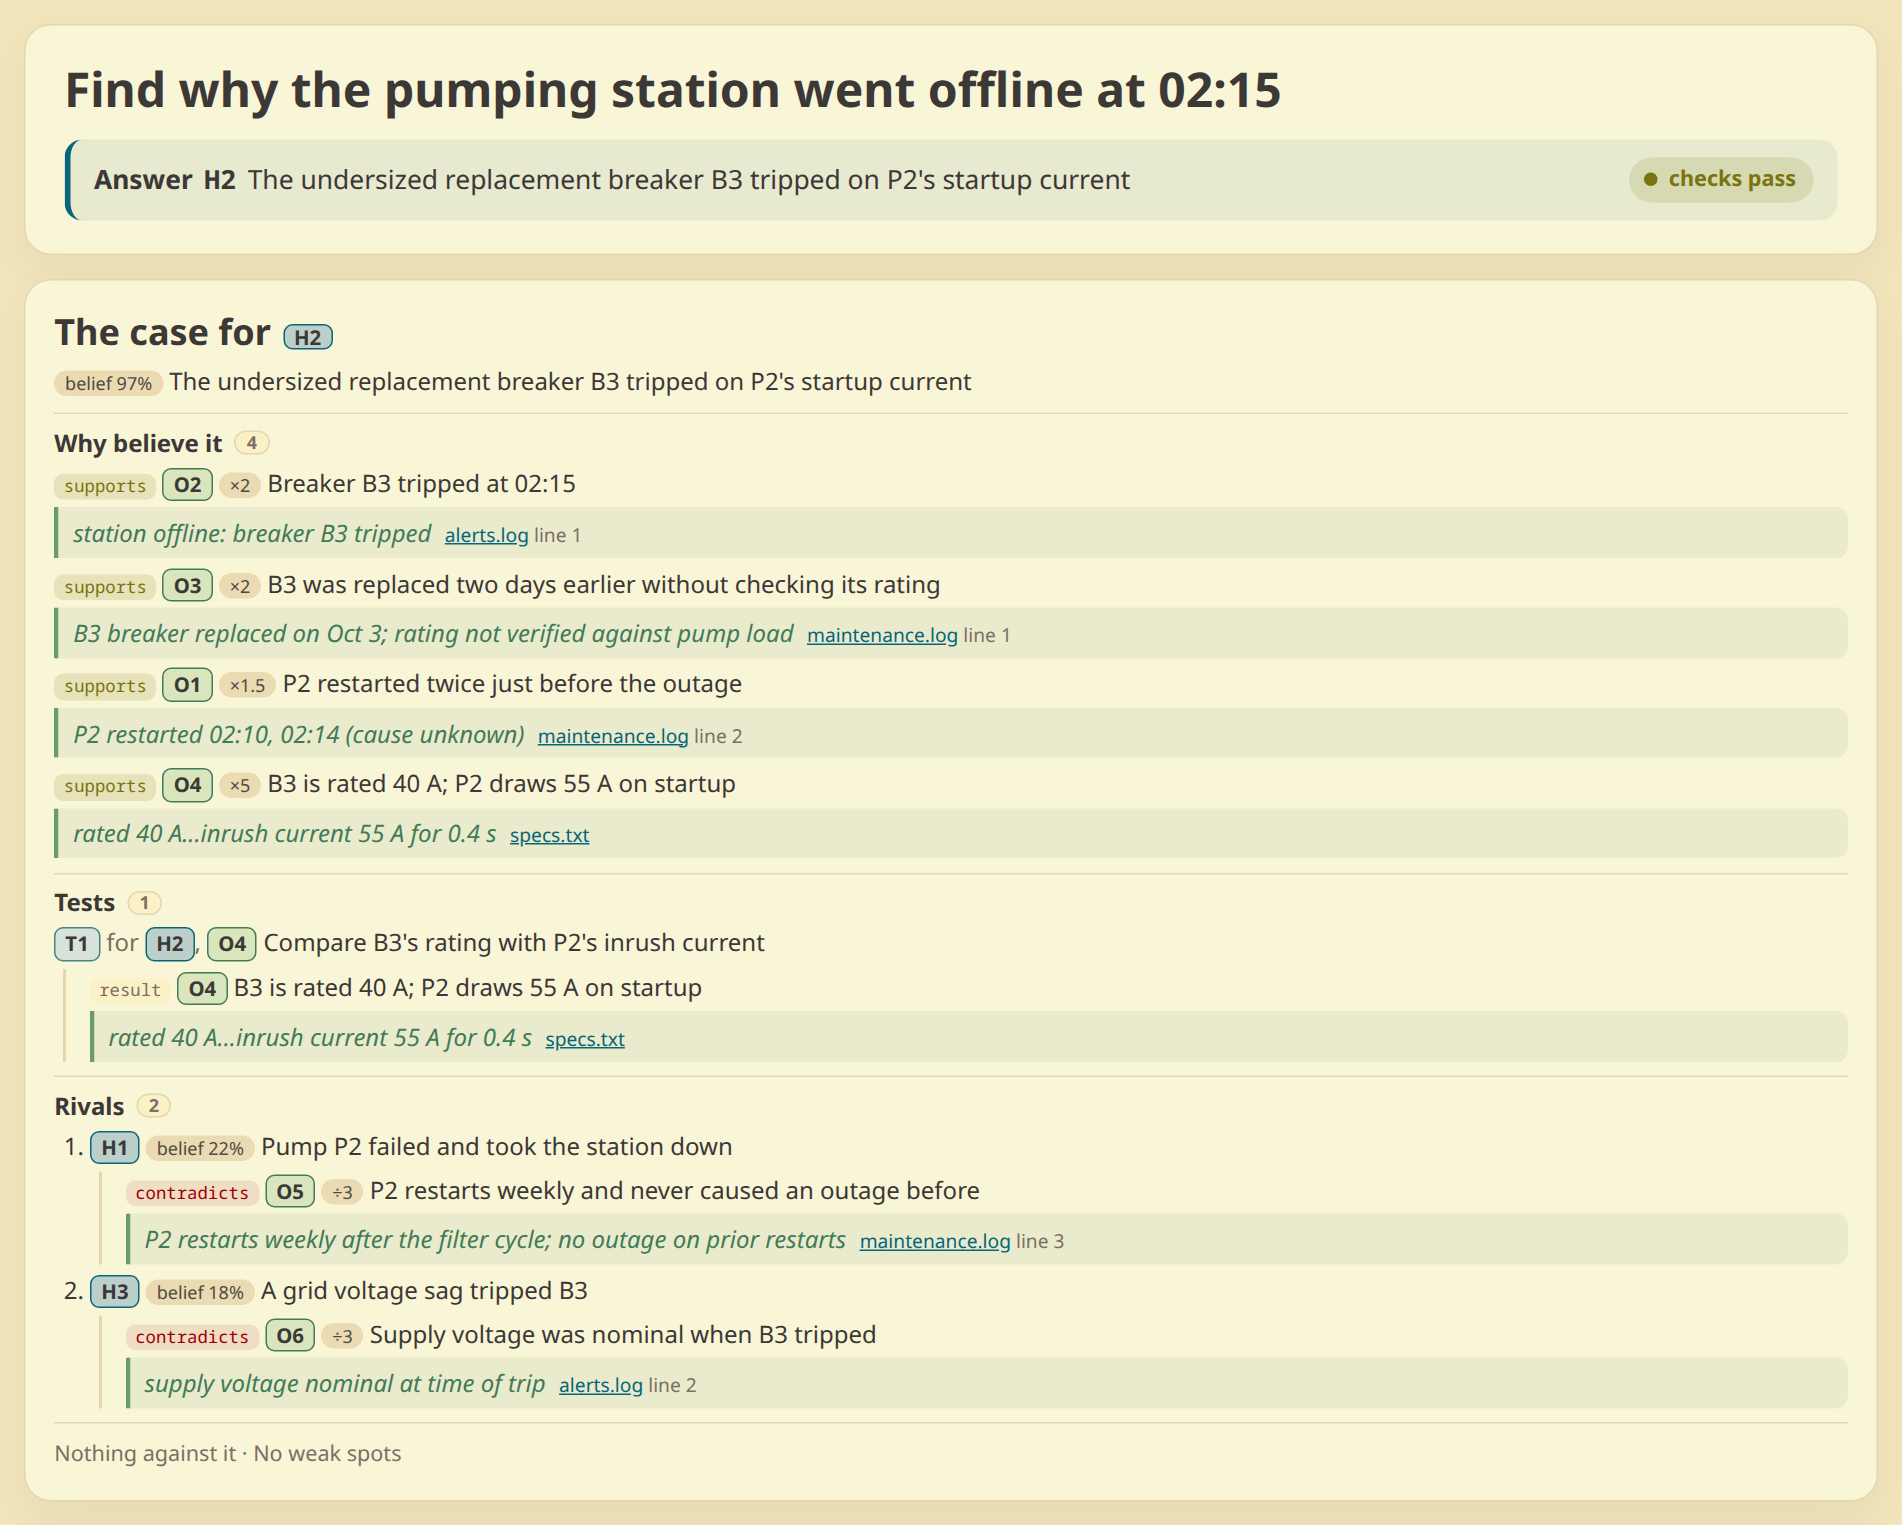 Find why the pumping station went offline at 02:15
Answer H2 The undersized replacement breaker B3 tripped on P2's startup current
checks pass
The case for H2
belief 97% The undersized replacement breaker B3 tripped on P2's startup current
Why believe it 4
supports O2 ×2 Breaker B3 tripped at 02:15
station offline: breaker B3 tripped alerts.log line 1
supports O3 ×2 B3 was replaced two days earlier without checking its rating
B3 breaker replaced on Oct 3; rating not verified against pump load maintenance.log line 1
supports O1 ×1.5 P2 restarted twice just before the outage
P2 restarted 02:10, 02:14 (cause unknown) maintenance.log line 2
supports O4 ×5 B3 is rated 40 A; P2 draws 55 A on startup
rated 40 A…inrush current 55 A for 0.4 s specs.txt
Tests 1
T1 for H2, O4 Compare B3's rating with P2's inrush current
result O4 B3 is rated 40 A; P2 draws 55 A on startup
rated 40 A…inrush current 55 A for 0.4 s specs.txt
Rivals 2
1. H1 belief 22% Pump P2 failed and took the station down
contradicts O5 ÷3 P2 restarts weekly and never caused an outage before
P2 restarts weekly after the filter cycle; no outage on prior restarts maintenance.log line 3
2. H3 belief 18% A grid voltage sag tripped B3
contradicts O6 ÷3 Supply voltage was nominal when B3 tripped
supply voltage nominal at time of trip alerts.log line 2
Nothing against it · No weak spots